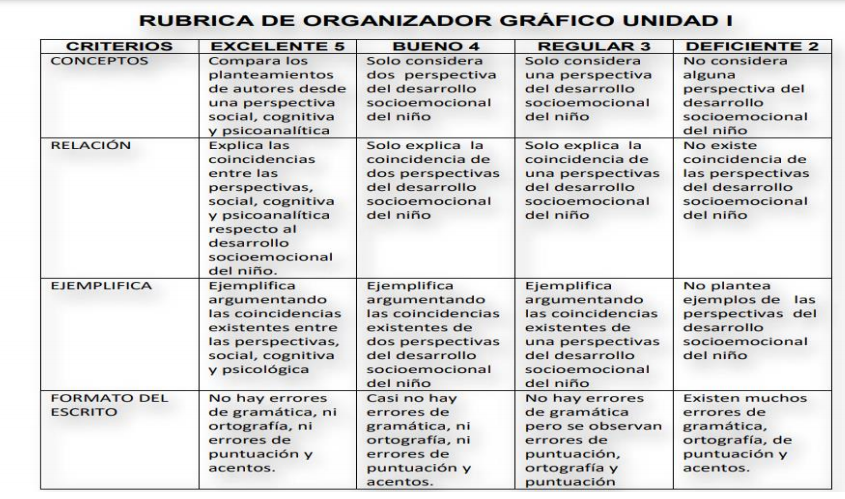 RUBRICA DE ORGANIZADOR GRÁFICO UNIDAD I
CRITERIOS
EXCELENTE 5
BUENO 4
REGULAR 3
DEFICIENTE 2
CONCEPTOS
Compara los
planteamientos
de autores desde
una perspectiva
social, cognitiva
y psicoanalítica
Solo considera
dos perspectiva
del desarrollo
socioemocional
del niño
Solo considera
una perspectiva
del desarrollo
socioemocional
del niño
No considera
alguna
perspectiva del
desarrollo
socioemocional
del niño
RELACIÓN
Explica las
coincidencias
entre las
perspectivas,
social, cognitiva
y psicoanalítica
respecto al
desarrollo
socioemocional
del niño.
Solo explica la
coincidencia de
dos perspectivas
del desarrollo
socioemocional
del niño
Solo explica la
coincidencia de
una perspectivas
del desarrollo
socioemocional
del niño
No existe
coincidencia de
las perspectivas
del desarrollo
socioemocional
del niño
EJEMPLIFICA
Ejemplifica
argumentando
las coincidencias
existentes entre
las perspectivas,
social, cognitiva
y psicológica
Ejemplifica
argumentando
las coincidencias
existentes de
dos perspectivas
del desarrollo
socioemocional
del niño
Ejemplifica
argumentando
las coincidencias
existentes de
una perspectivas
del desarrollo
socioemocional
del niño
No plantea
ejemplos de las
perspectivas del
desarrollo
socioemocional
del niño
FORMATO DEL
ESCRITO
No hay errores
de gramática, ni
ortografía, ni
errores de
puntuación y
acentos.
Casi no hay
errores de
gramática, ni
ortografía, ni
errores de
puntuación y
acentos.
No hay errores
de gramática
pero se observan
errores de
puntuación,
ortografía y
puntuación
Existen muchos
errores de
gramática,
ortografía, de
puntuación y
acentos.